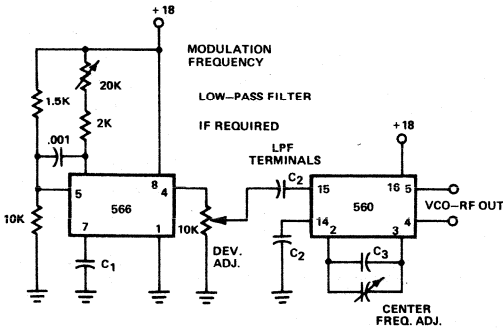 + 18
MODULATION
FREQUENCY
20K
1.5K
LOW–PASS FILTER
2K
IF REQUIRED
+ 18
.001
LPF
TERMINALS
C2
5
8
4
15
16
5
566
560
VCO–RF OUT
10K
10K
14
4
7
1
2
3
DEV.
ADJ.
C1
C2
C3
CENTER
FREQ. ADJ.